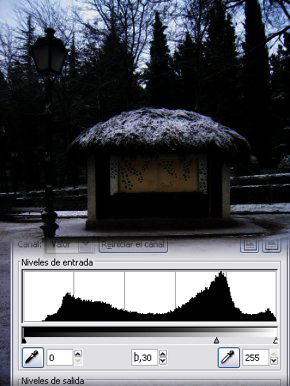 Canal: Valor Reiniciar el canal
Niveles de entrada
0 0,30 255
Niveles de salida